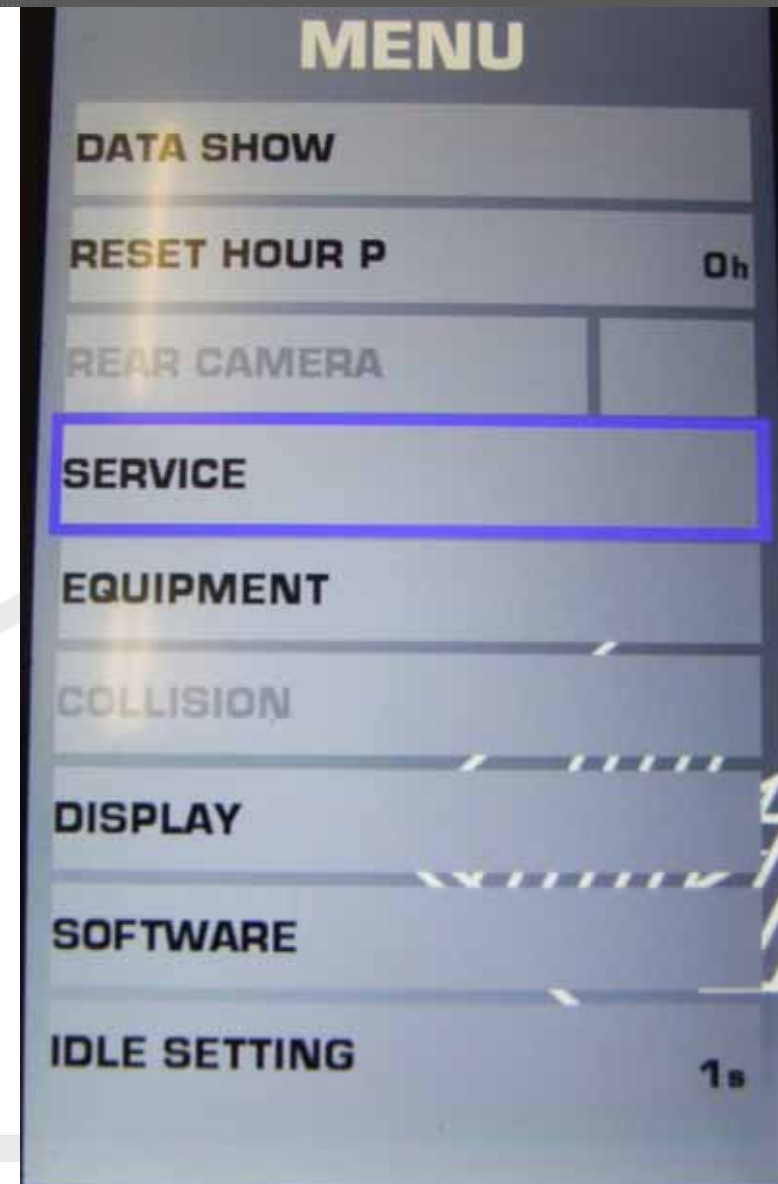 MENU
DATA SHOW
RESET HOUR P 0h
REAR CAMERA
SERVICE
EQUIPMENT
COLLISION
DISPLAY
SOFTWARE
IDLE SETTING 1s